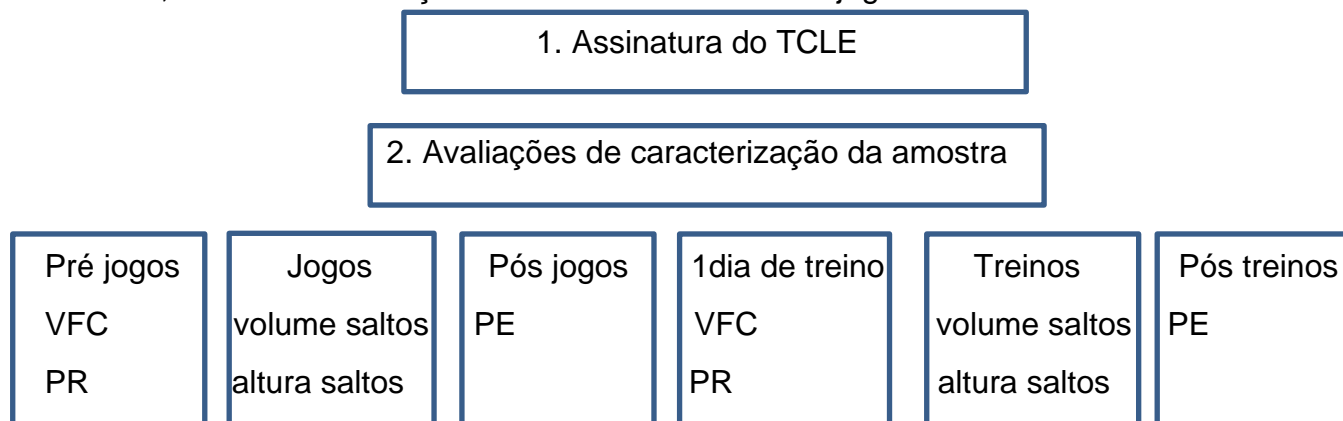 1. Assinatura do TCLE
2. Avaliações de caracterização da amostra
Pré jogos
VFC
PR
Jogos
volume saltos
altura saltos
Pós jogos
PE
1dia de treino
VFC
PR
Treinos
volume saltos
altura saltos
Pós treinos
PE